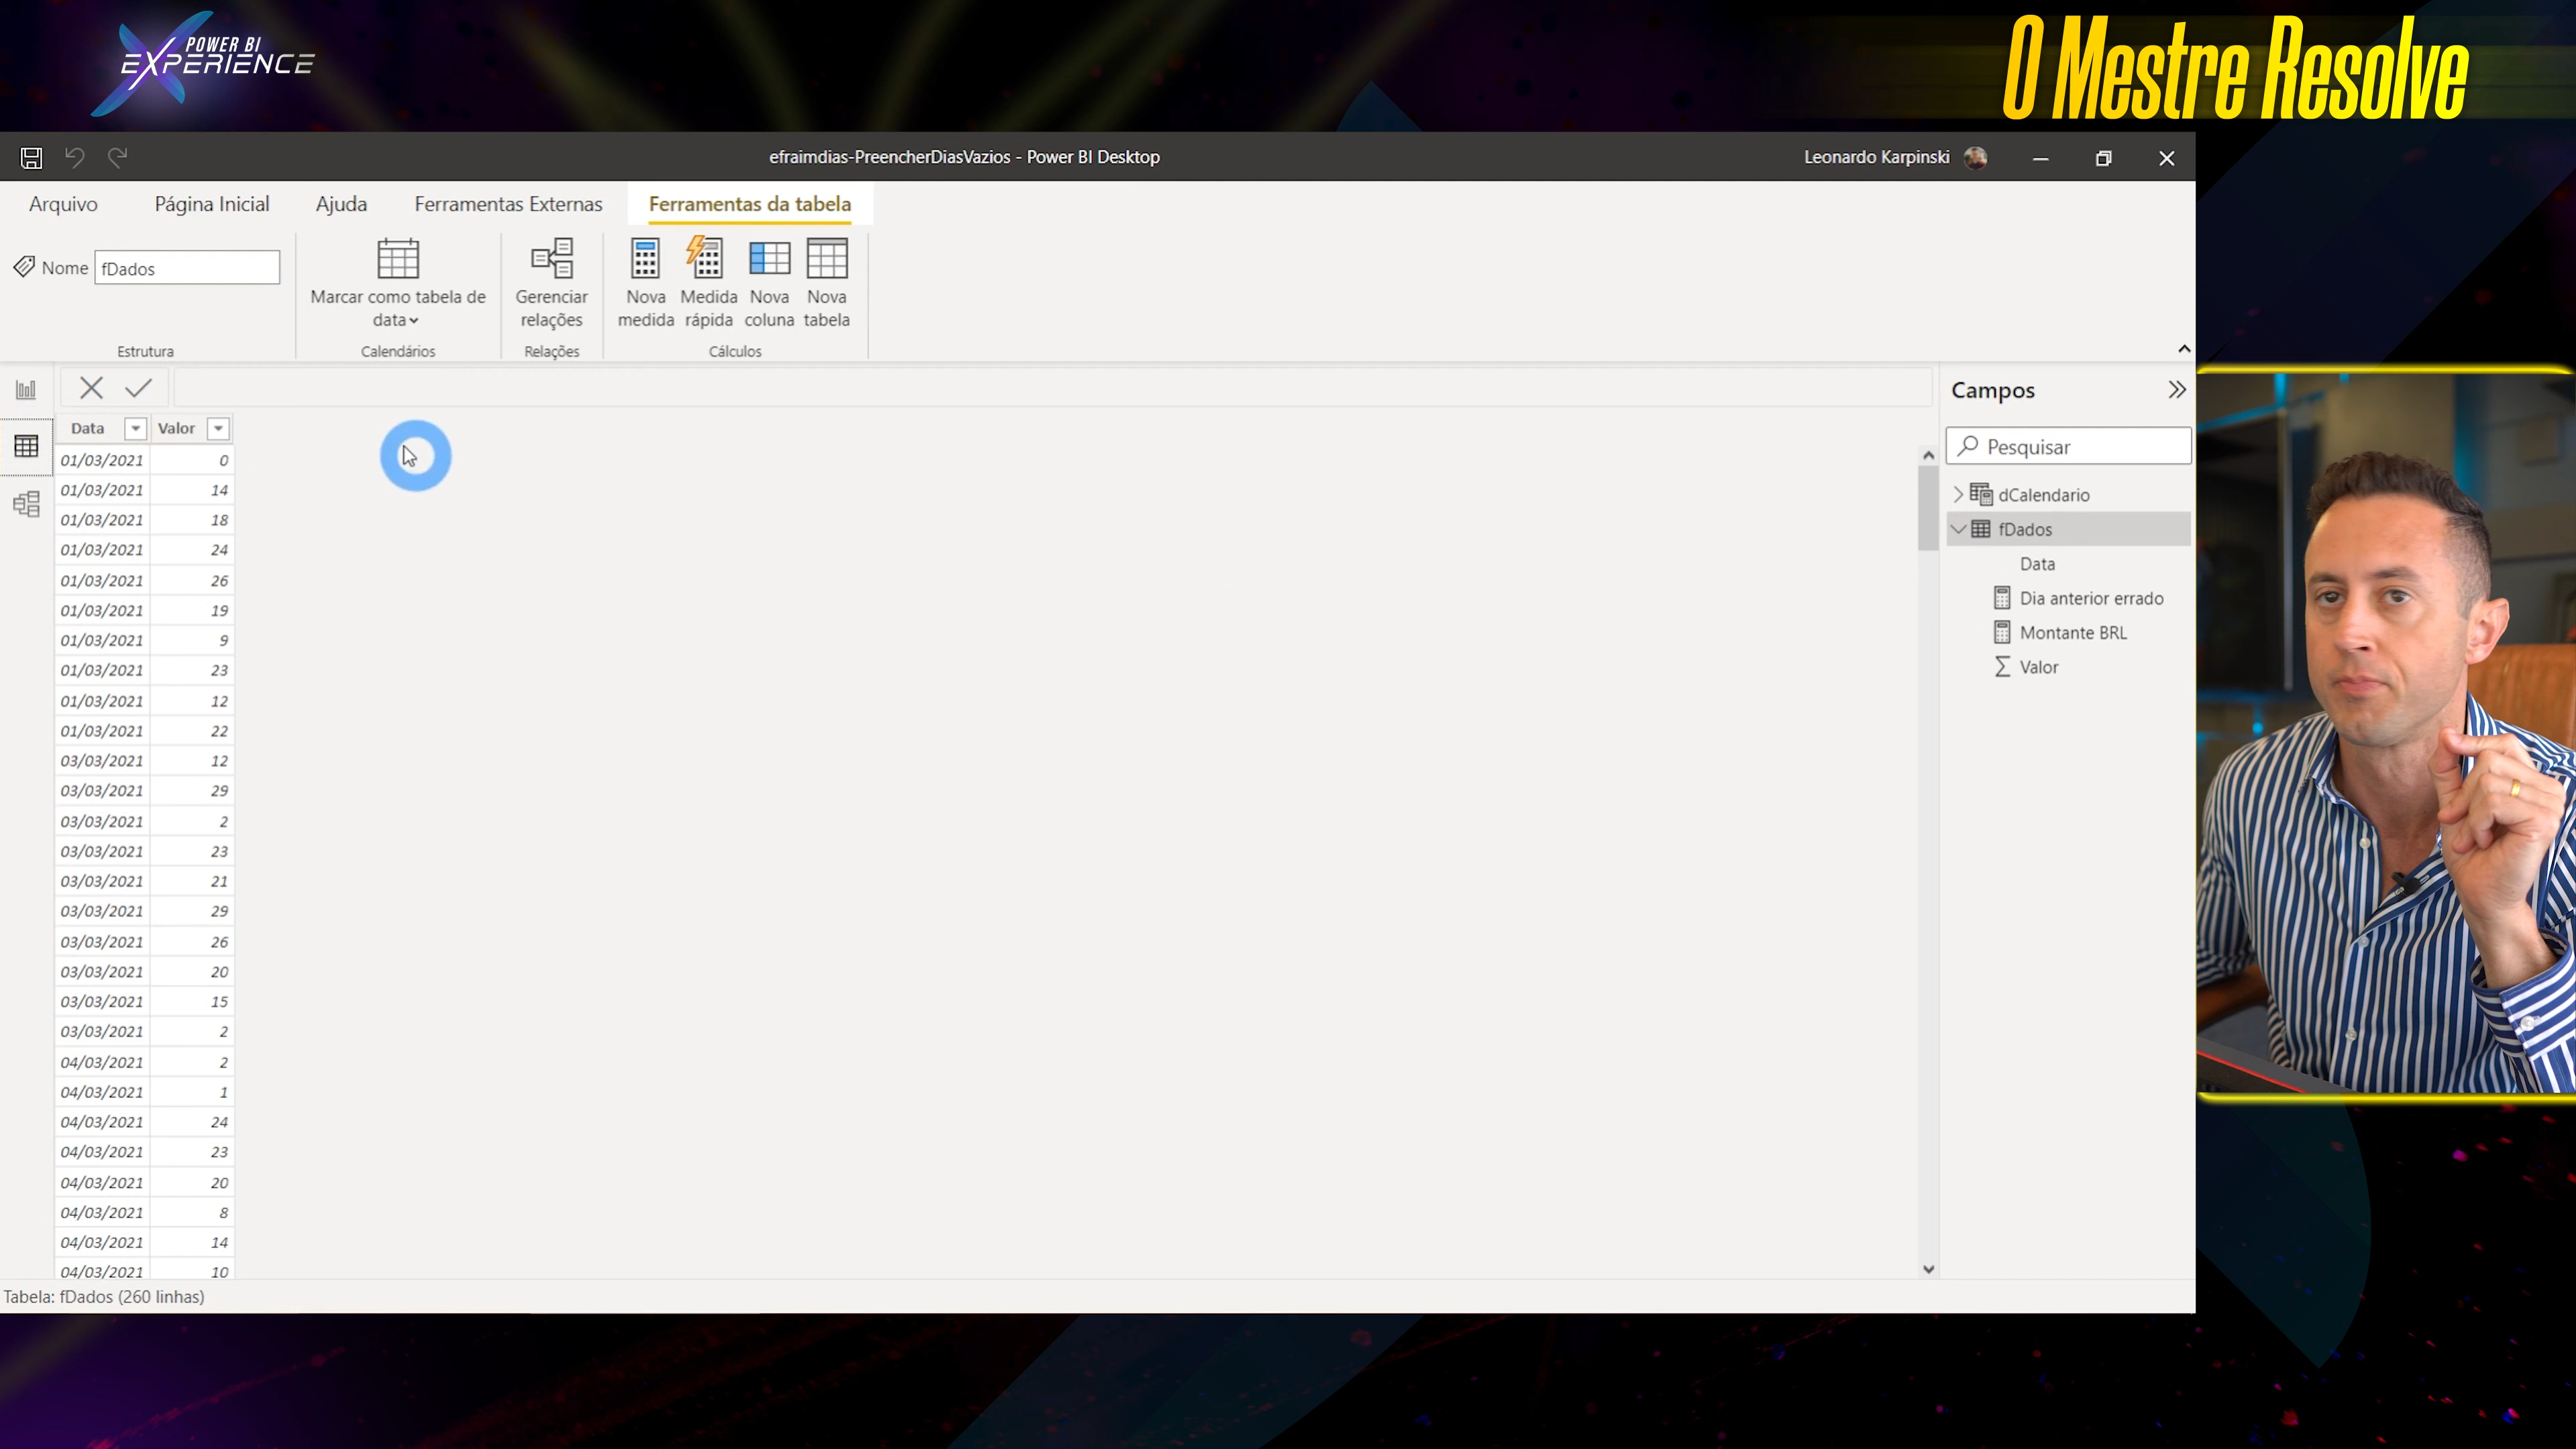 POWER BI
EXPERIENCE
O Mestre Resolve
efraimdias-PreencherDiasVazios - Power BI Desktop
Leonardo Karpinski
Arquivo
Página Inicial
Ajuda
Ferramentas Externas
Ferramentas da tabela
Nome
fDados
Marcar como tabela de
data
Gerenciar
relações
Nova
medida
Medida
rápida
Nova
coluna
Nova
tabela
Estrutura
Calendários
Relações
Cálculos
Data Valor
01/03/2021 0
01/03/2021 14
01/03/2021 18
01/03/2021 24
01/03/2021 26
01/03/2021 19
01/03/2021 9
01/03/2021 23
01/03/2021 12
01/03/2021 22
03/03/2021 12
03/03/2021 29
03/03/2021 2
03/03/2021 23
03/03/2021 21
03/03/2021 29
03/03/2021 26
03/03/2021 20
03/03/2021 15
03/03/2021 2
04/03/2021 2
04/03/2021 1
04/03/2021 24
04/03/2021 23
04/03/2021 20
04/03/2021 8
04/03/2021 14
04/03/2021 10
Campos
Pesquisar
dCalendario
fDados
Data
Dia anterior errado
Montante BRL
Valor
Tabela: fDados (260 linhas)